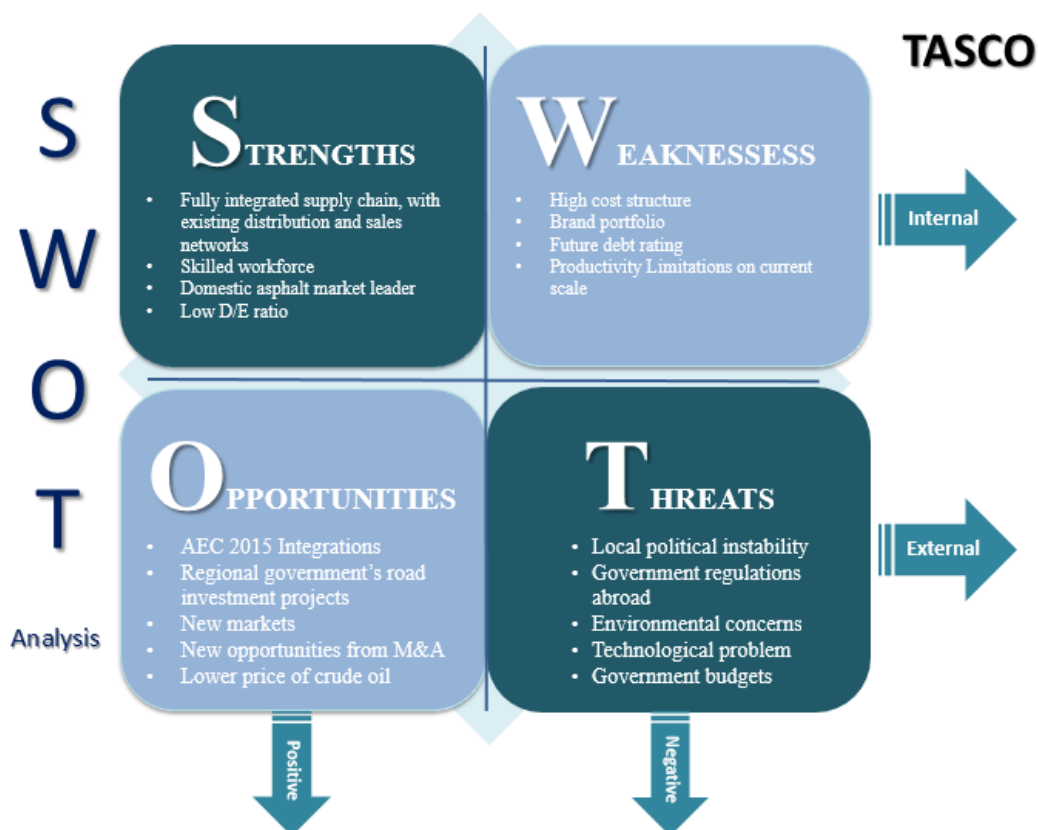 TASCO
S
W
O
T
Analysis
STRENGTHS
• Fully integrated supply chain, with
existing distribution and sales
networks
• Skilled workforce
• Domestic asphalt market leader
• Low D/E ratio
WEAKNESSESS
• High cost structure
• Brand portfolio
• Future debt rating
• Productivity Limitations on current
scale
Internal
OPPORTUNITIES
• AEC 2015 Integrations
• Regional government's road
investment projects
• New markets
• New opportunities from M&A
• Lower price of crude oil
THREATS
• Local political instability
• Government regulations
abroad
• Environmental concerns
• Technological problem
• Government budgets
External
Positive
Negative